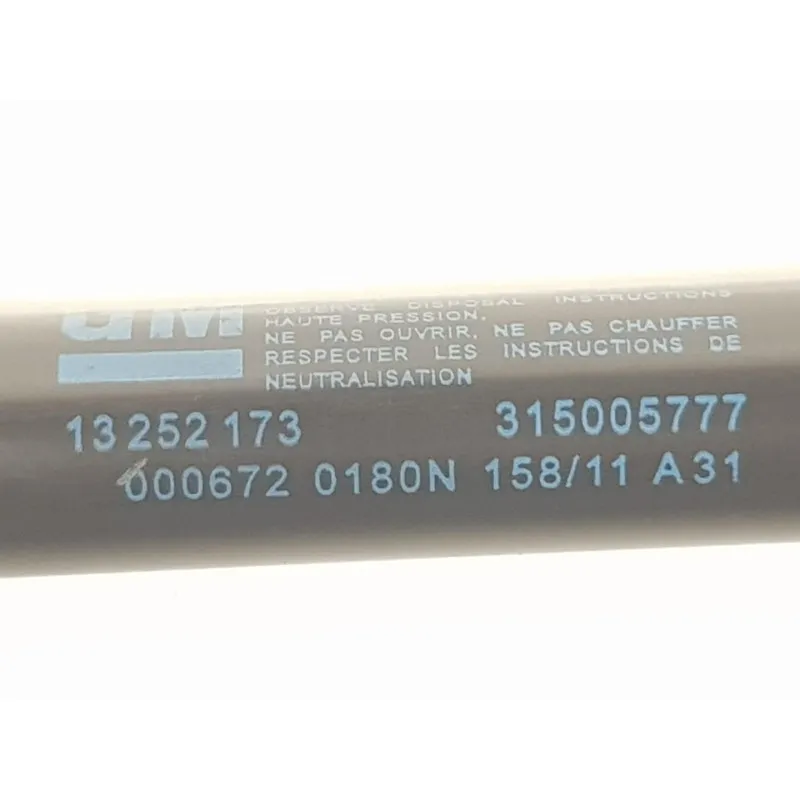 GM
OBSERVE DISPOSAL INSTRUCTIONS
HAUTE PRESSION.
NE PAS OUVRIR, NE PAS CHAUFFER
RESPECTER LES INSTRUCTIONS DE
NEUTRALISATION
13 252 173 315005777
000672 0180N 158/11 A31